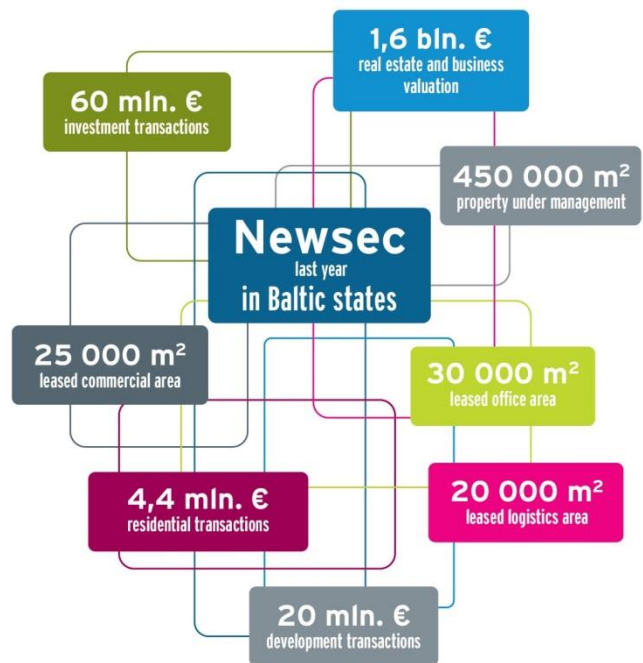 1,6 bln. €
real estate and business
valuation
60 mln. €
investment transactions
450 000 m²
property under management
Newsec
last year
in Baltic states
25 000 m²
leased commercial area
30 000 m²
leased office area
4,4 mln. €
residential transactions
20 000 m²
leased logistics area
20 mln. €
development transactions